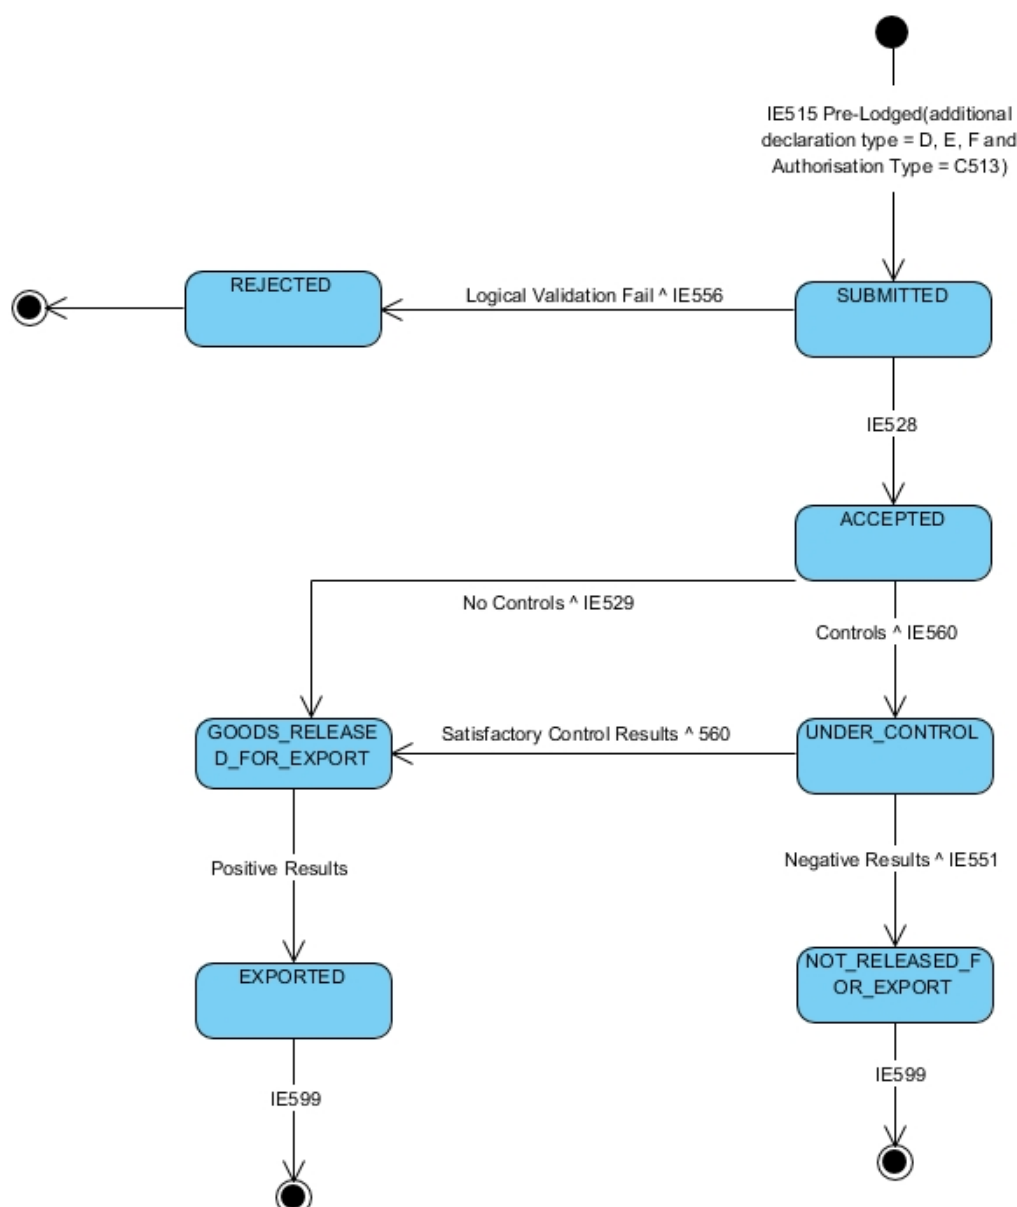 IE515 Pre-Lodged(additional
declaration type = D, E, F and
Authorisation Type = C513)
REJECTED
Logical Validation Fail ^ IE556
SUBMITTED
IE528
ACCEPTED
No Controls ^ IE529
Controls ^ IE560
GOODS_RELEASE
D_FOR_EXPORT
Satisfactory Control Results ^ 560
UNDER_CONTROL
Positive Results
Negative Results ^ IE551
EXPORTED
NOT_RELEASED_F
OR_EXPORT
IE599
IE599